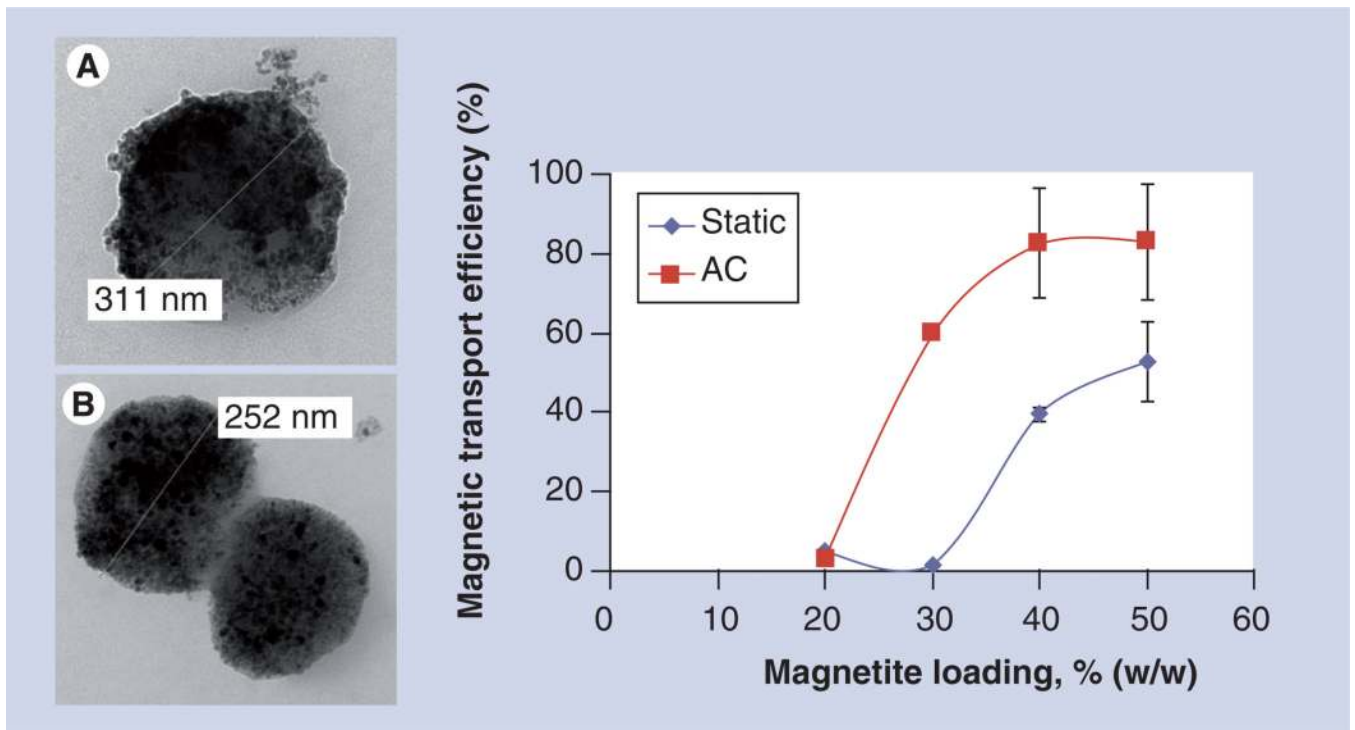 A
311 nm
B
252 nm
Magnetic transport efficiency (%)
100
80
60
40
20
0
Static
AC
0 10 20 30 40 50 60
Magnetite loading, % (w/w)